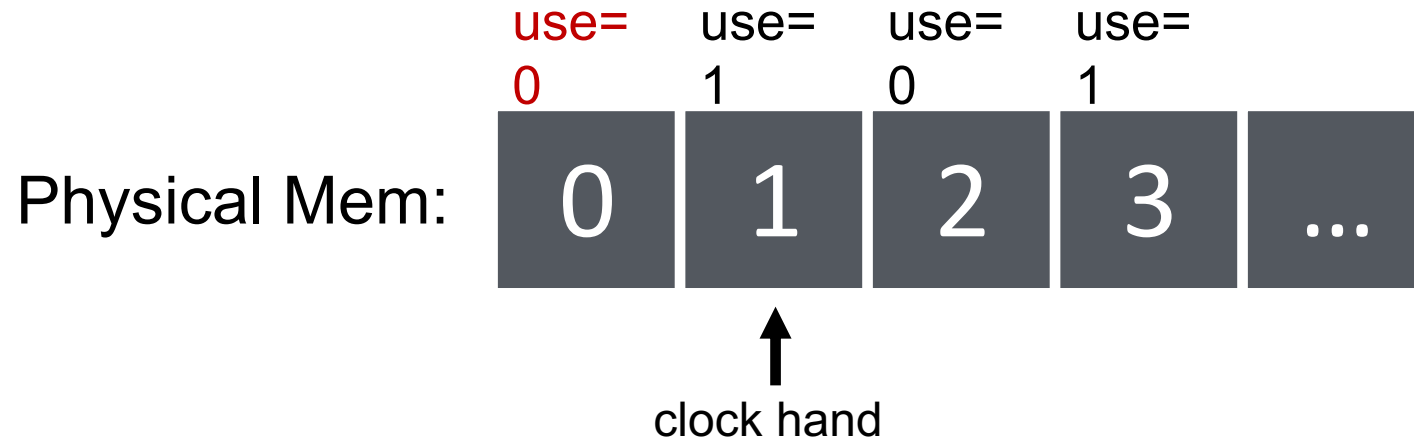 use= use= use= use=
0 1 0 1
Physical Mem: 0 1 2 3 ...
clock hand